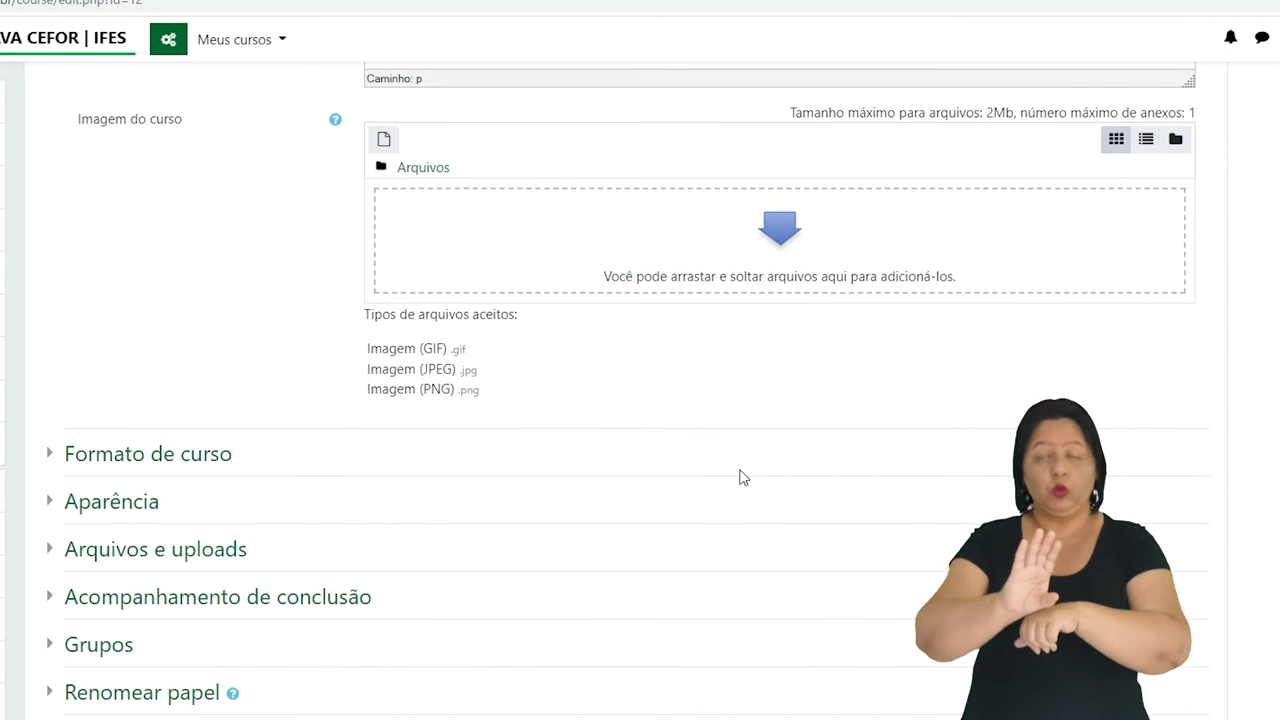 AVA CEFOR | IFES
Meus cursos
Caminho: p
Imagem do curso
Tamanho máximo para arquivos: 2Mb, número máximo de anexos: 1
Arquivos
Você pode arrastar e soltar arquivos aqui para adicioná-los.
Tipos de arquivos aceitos:
Imagem (GIF) .gif
Imagem (JPEG) .jpg
Imagem (PNG) .png
Formato de curso
Aparência
Arquivos e uploads
Acompanhamento de conclusão
Grupos
Renomear papel